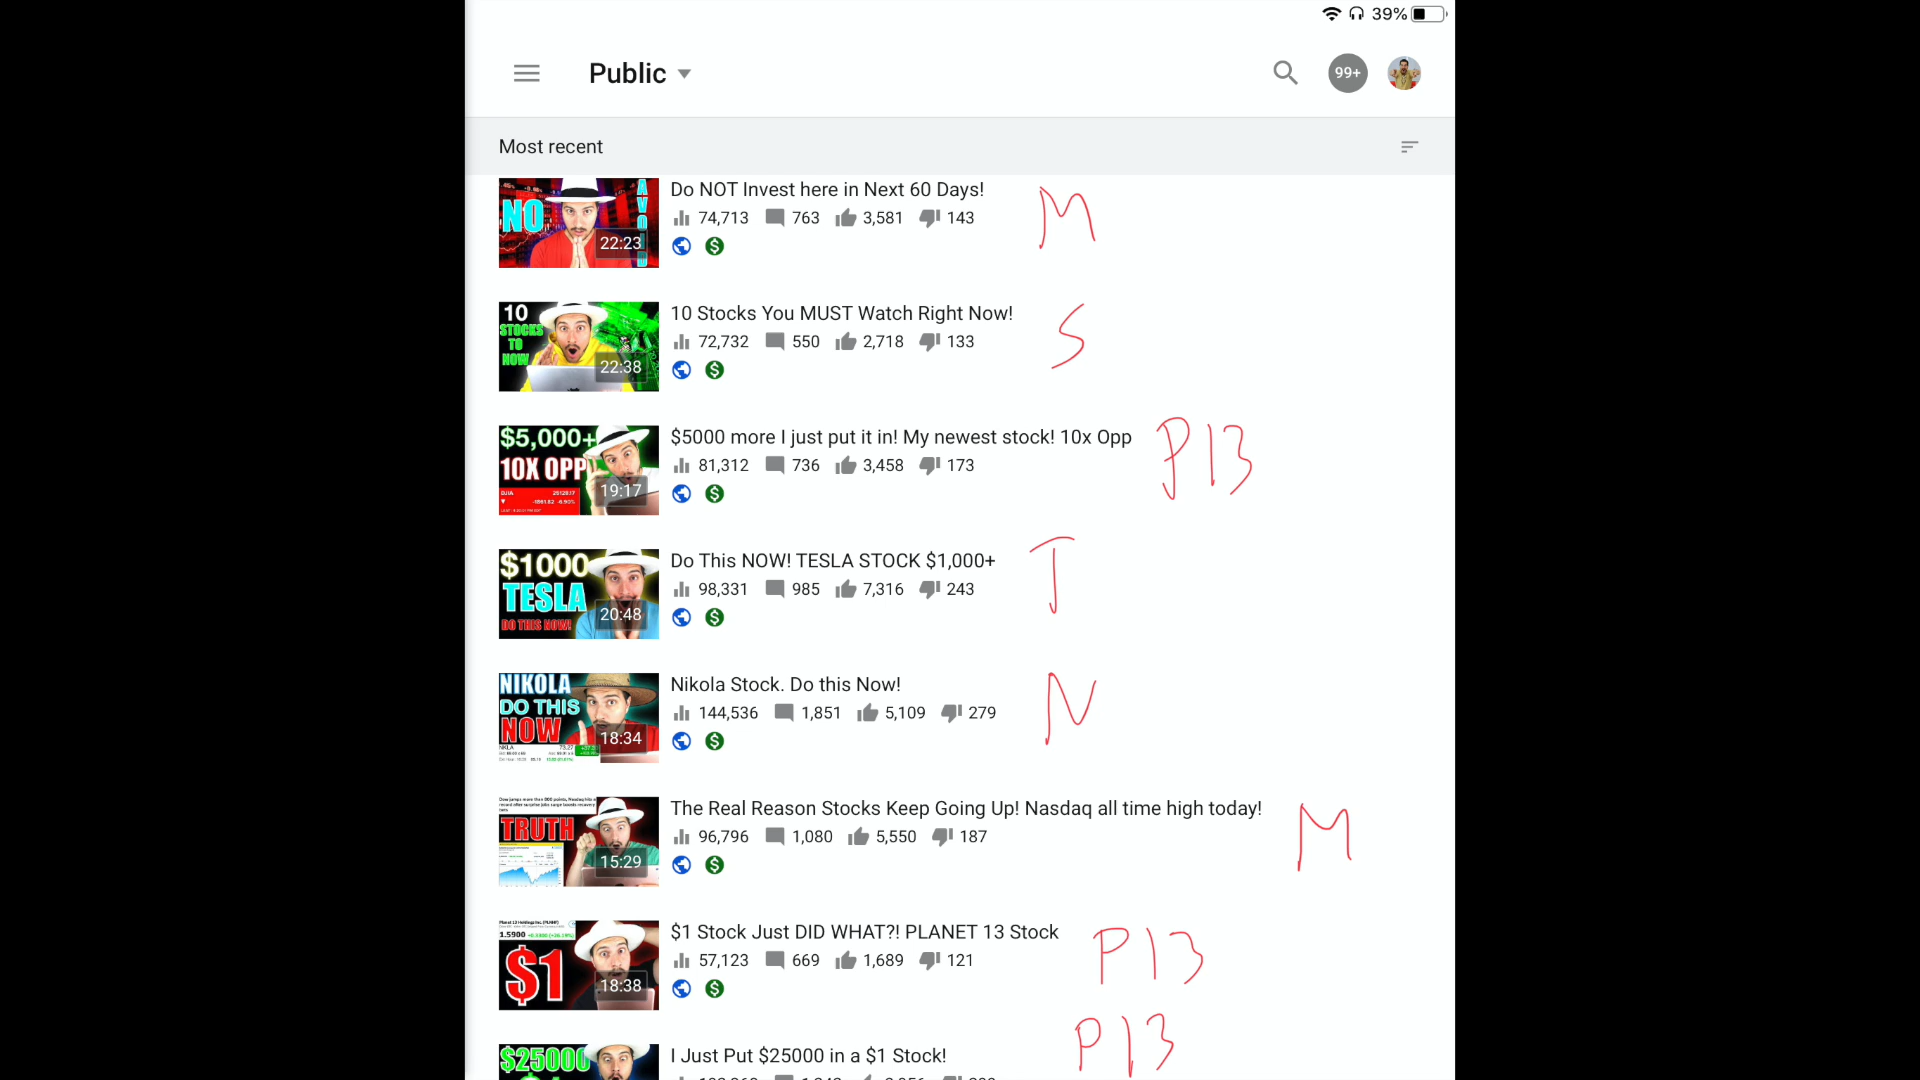 39%
Public
99+
Most recent
NO
AVOID
22:23
Do NOT Invest here in Next 60 Days!
74,713 763 3,581 143
M
10
STOCKS
TO
NOW
22:38
10 Stocks You MUST Watch Right Now!
72,732 550 2,718 133
S
$5,000+
10X OPP
19:17
$5000 more I just put it in! My newest stock! 10x Opp
81,312 736 3,458 173
P13
$1000
TESLA
DO THIS NOW!
20:48
Do This NOW! TESLA STOCK $1,000+
98,331 985 7,316 243
T
NIKOLA
DO THIS
NOW
18:34
Nikola Stock. Do this Now!
144,536 1,851 5,109 279
N
TRUTH
15:29
The Real Reason Stocks Keep Going Up! Nasdaq all time high today!
96,796 1,080 5,550 187
M
1.5900
$1
18:38
$1 Stock Just DID WHAT?! PLANET 13 Stock
57,123 669 1,689 121
P13
$25000
I Just Put $25000 in a $1 Stock!
P13